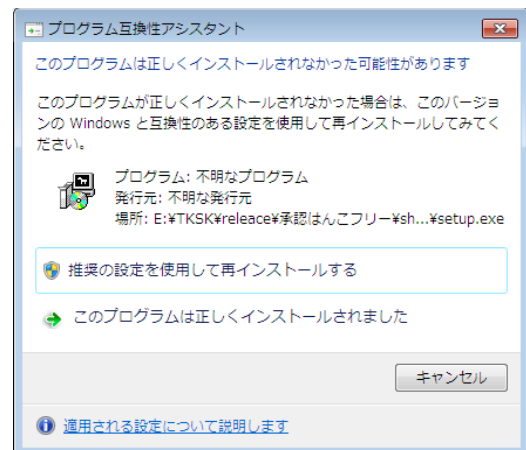 プログラム互換性アシスタント
このプログラムは正しくインストールされなかった可能性があります
このプログラムが正しくインストールされなかった場合は、このバージョ
ンの Windows と互換性のある設定を使用して再インストールしてみてく
ださい。
プログラム: 不明なプログラム
発行元: 不明な発行元
場所: E:¥TKSK¥releace¥承認はんこフリー¥sh...¥setup.exe
推奨の設定を使用して再インストールする
このプログラムは正しくインストールされました
キャンセル
適用される設定について説明します